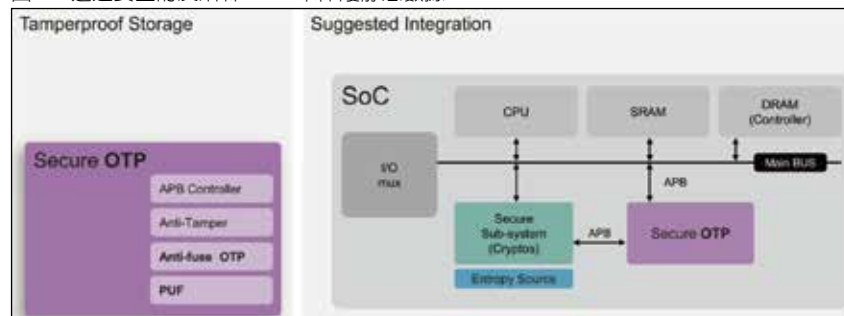 Tamperproof Storage
Secure OTP
APB Controller
Anti-Tamper
Anti-fuse OTP
PUF
Suggested Integration
SoC
CPU
SRAM
DRAM
(Controller)
I/O
mux
Main BUS
APB
Secure
Sub-system
(Cryptos)
APB
Secure OTP
Entropy Source